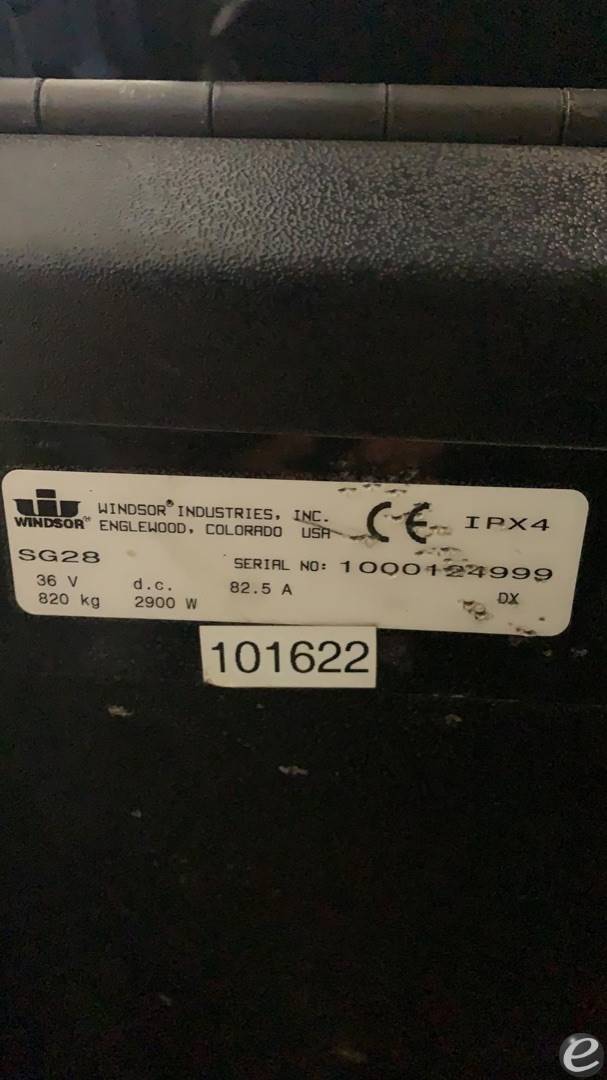 WINDSOR® INDUSTRIES, INC.
WINDSOR® ENGLEWOOD, COLORADO USA
CE IPX4
SG28 SERIAL NO: 1000124999
36 V d.c. 82.5 A DX
820 kg 2900 W
101622
e